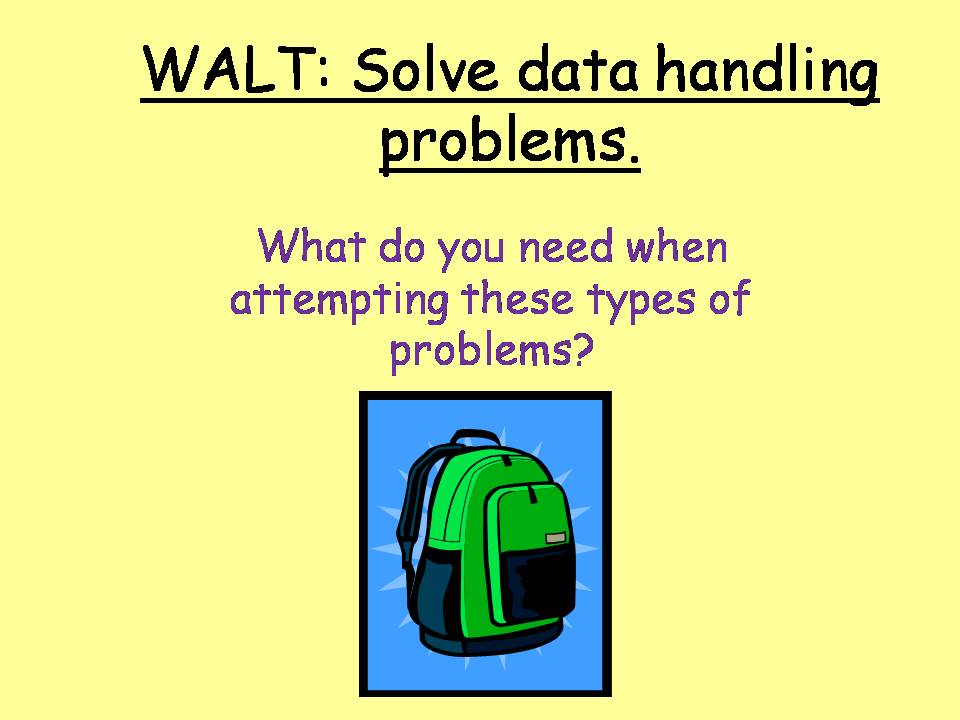 WALT: Solve data handling
problems.
What do you need when
attempting these types of
problems?